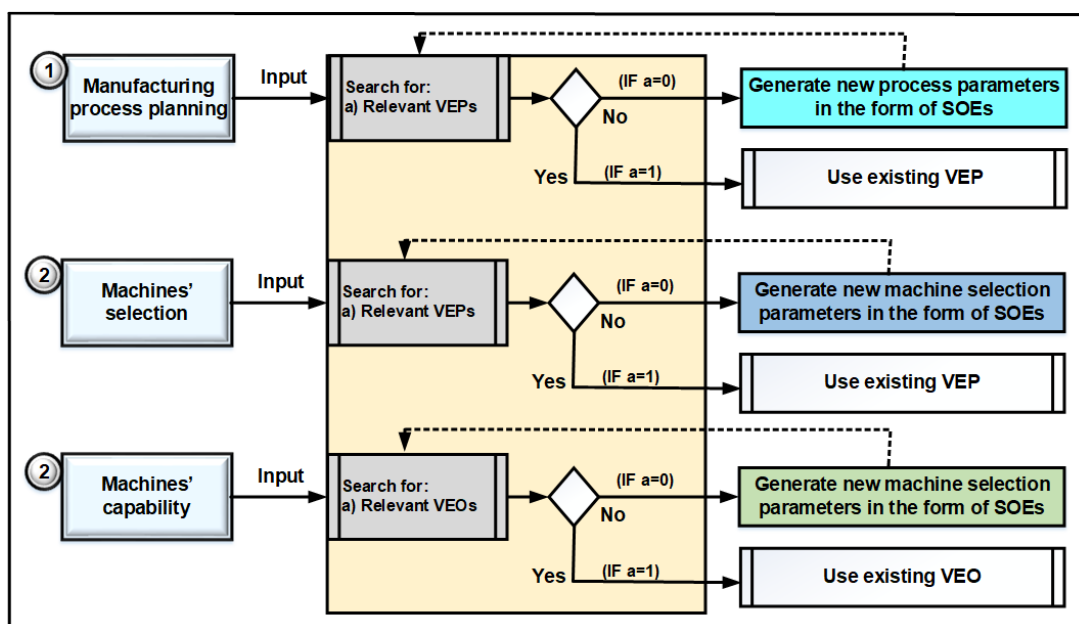 1
Manufacturing
process planning
Input
Search for:
a) Relevant VEPs
(IF a=0)
No
Generate new process parameters
in the form of SOEs
Yes
(IF a=1)
Use existing VEP
2
Machines’
selection
Input
Search for:
a) Relevant VEPs
(IF a=0)
No
Generate new machine selection
parameters in the form of SOEs
Yes
(IF a=1)
Use existing VEP
2
Machines’
capability
Input
Search for:
a) Relevant VEOs
(IF a=0)
No
Generate new machine selection
parameters in the form of SOEs
Yes
(IF a=1)
Use existing VEO